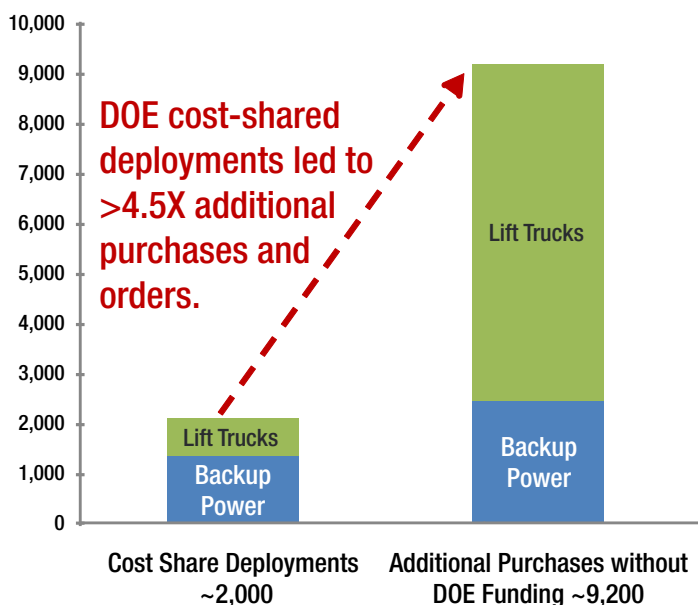 10,000
9,000
8,000
7,000
6,000
5,000
4,000
3,000
2,000
1,000
0
DOE cost-shared
deployments led to
>4.5X additional
purchases and
orders.
Lift Trucks
Backup
Power
Lift Trucks
Backup
Power
Cost Share Deployments
~2,000
Additional Purchases without
DOE Funding ~9,200